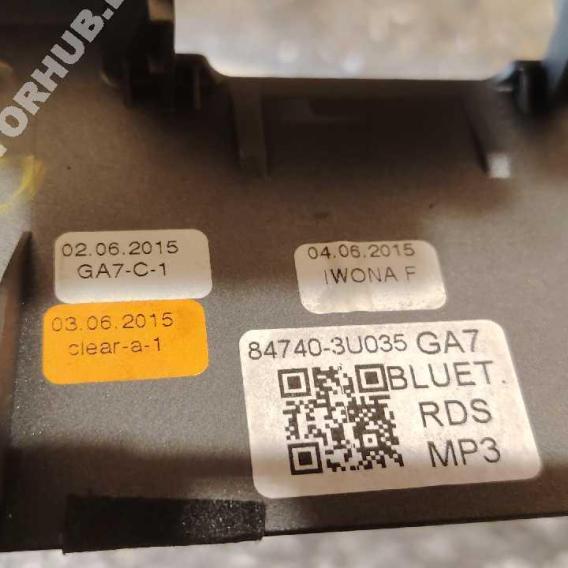 TORHUB.
02.06.2015
GA7-C-1
04.06.2015
IWONA F
03.06.2015
clear-a-1
84740-3U035 GA7
BLUET.
RDS
MP3